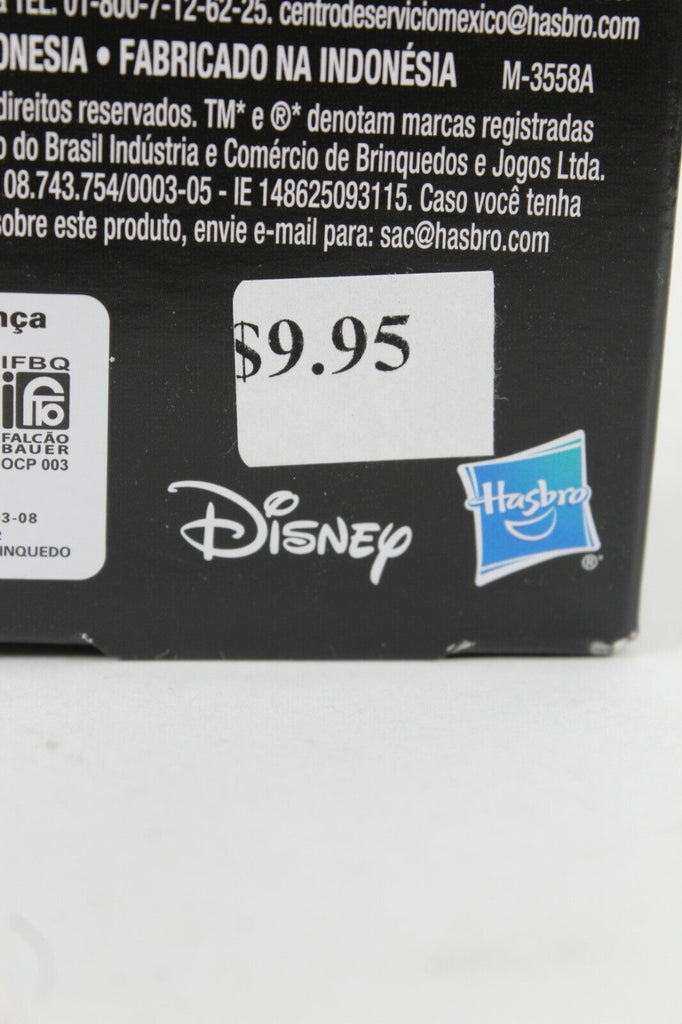 TEL. 01-800-7-12-62-25. centrodeserviciomexico@hasbro.com
ONESIA • FABRICADO NA INDONÉSIA M-3558A
direitos reservados. TM* e ®* denotam marcas registradas
o do Brasil Indústria e Comércio de Brinquedos e Jogos Ltda.
08.743.754/0003-05 - IE 148625093115. Caso você tenha
sobre este produto, envie e-mail para: sac@hasbro.com
nça
IFBQ
FALCÃO
BAUER
OCP 003
3-08
INQUEDO
$9.95
Disney
Hasbro
®*